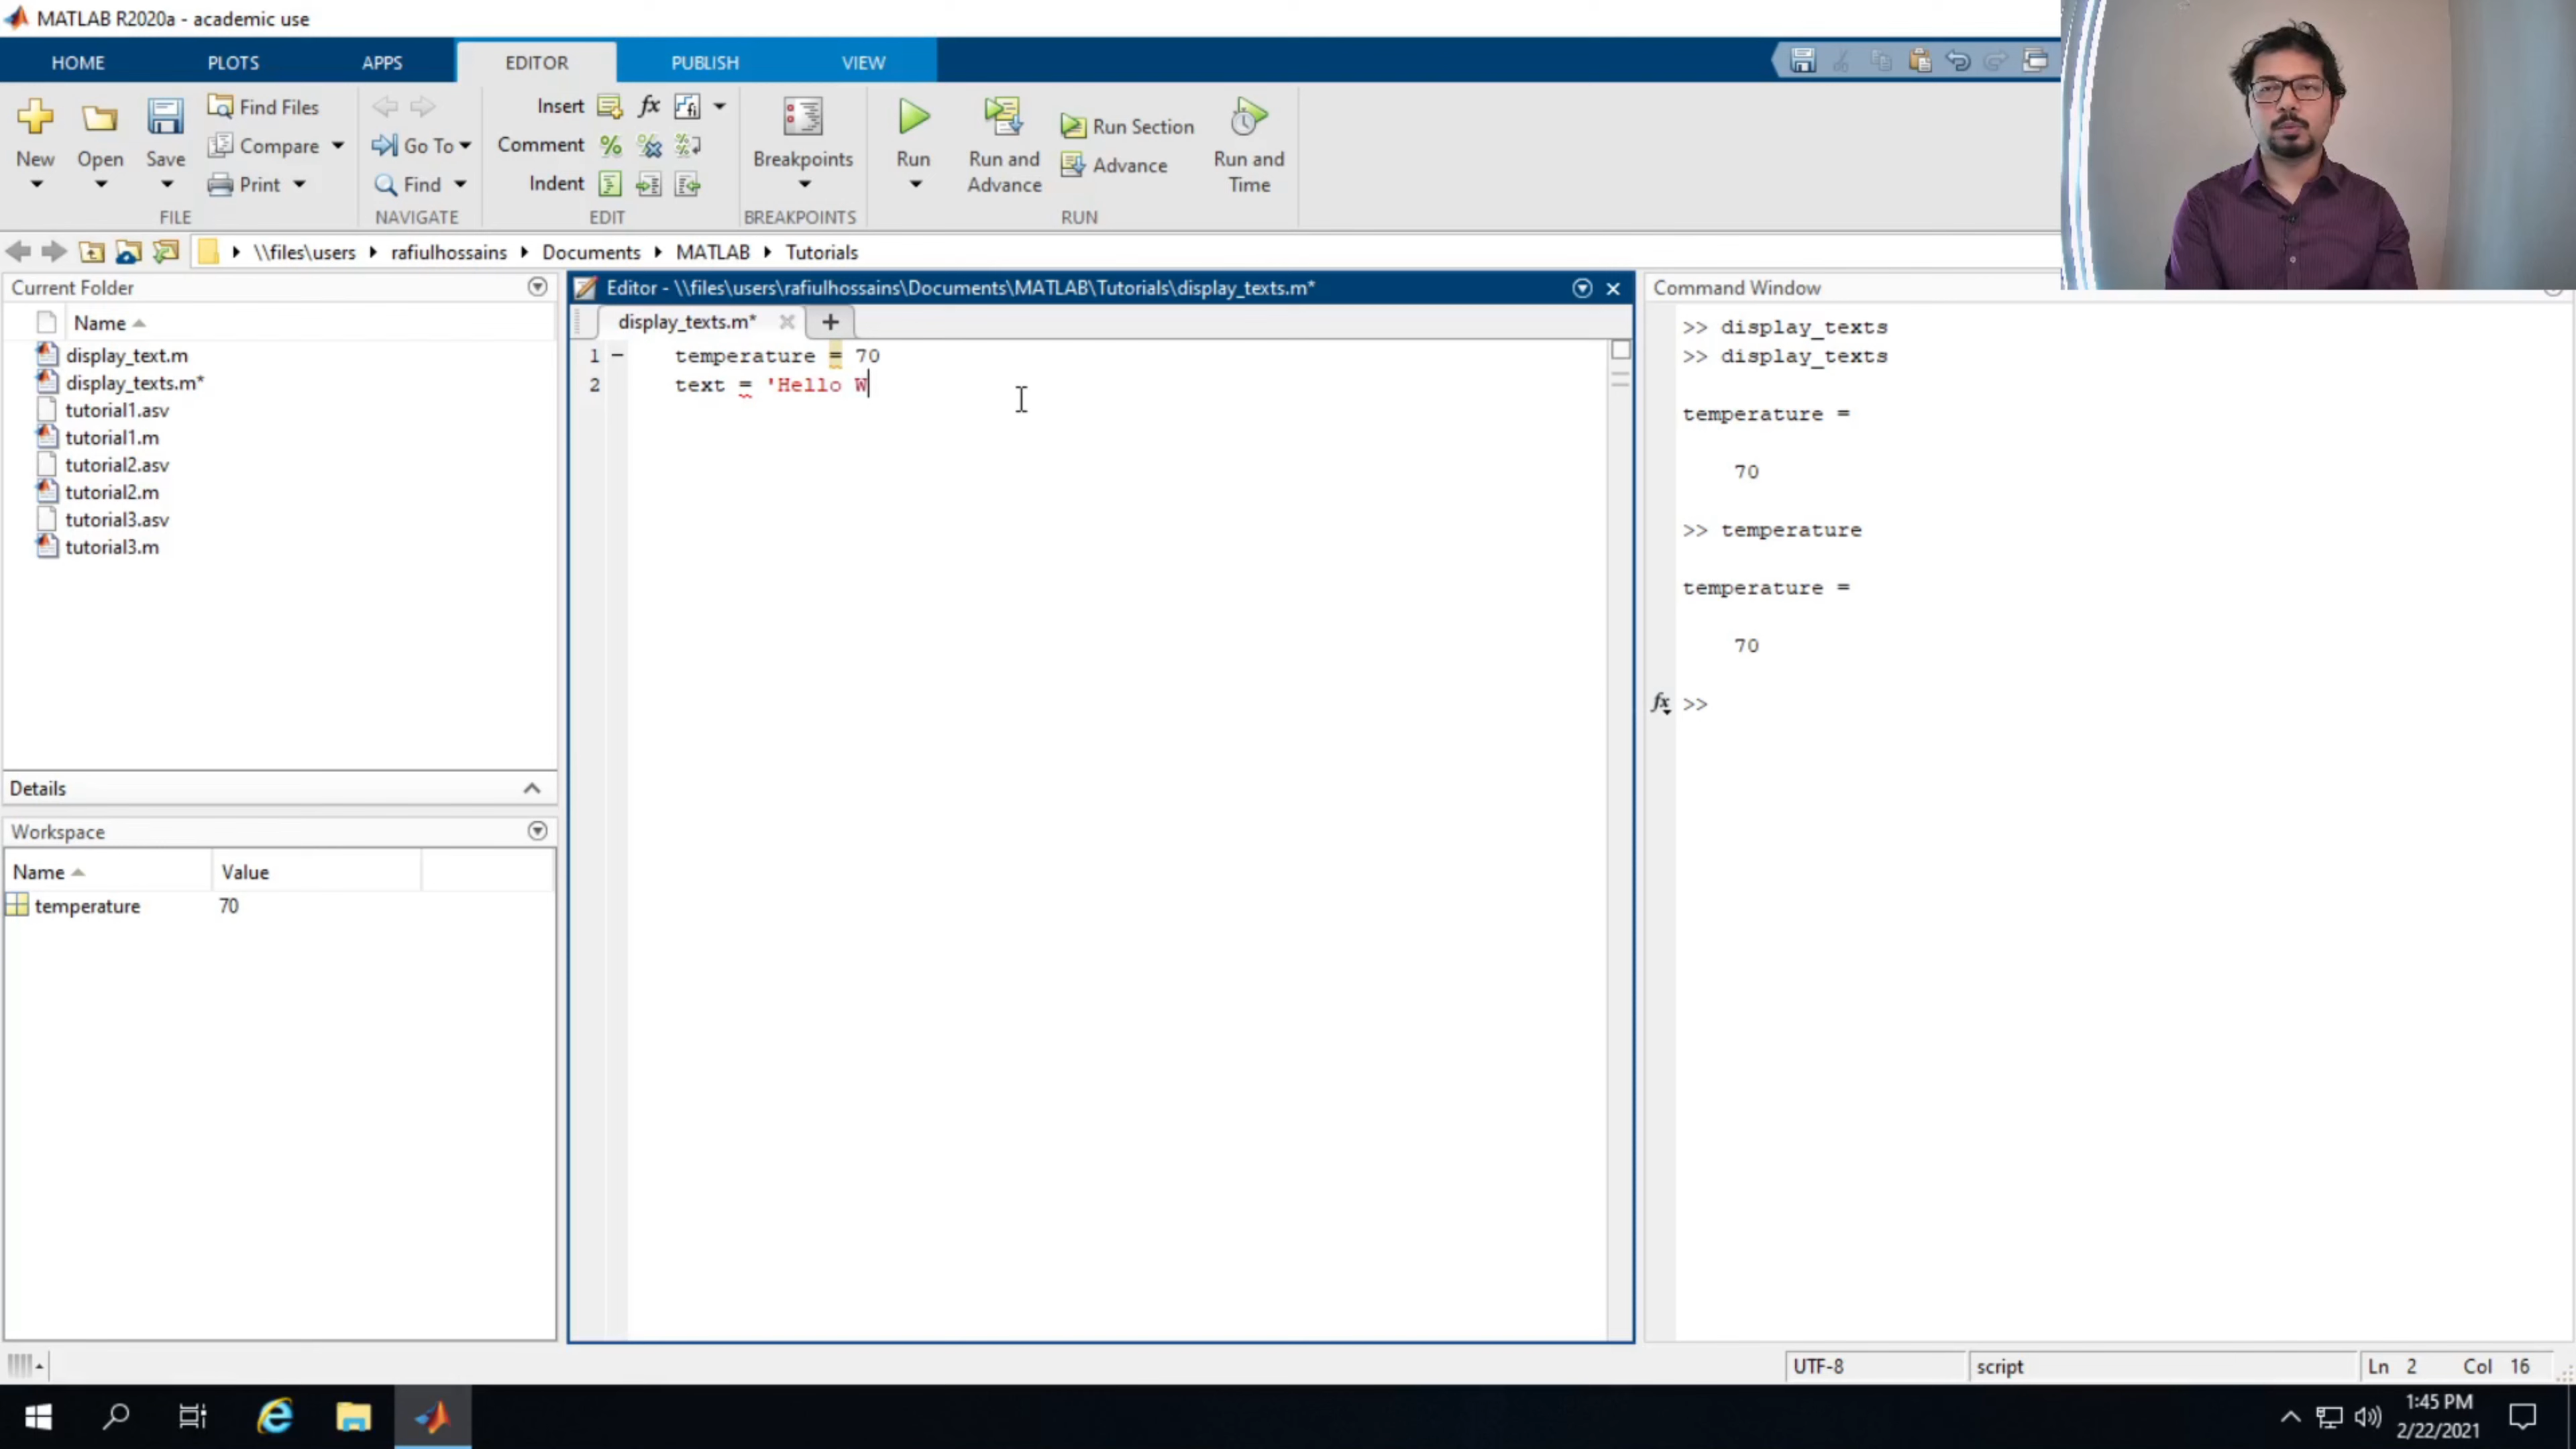 MATLAB R2020a - academic use
HOME PLOTS APPS EDITOR PUBLISH VIEW
New Open Save Find Files Compare Print FILE
Go To Find NAVIGATE
Insert fx fi Comment % Indent EDIT
Breakpoints BREAKPOINTS
Run Run and Advance Run Section Advance Run and Time RUN
\\files\users rafiulhossains Documents MATLAB Tutorials
Current Folder
Name
display_text.m
display_texts.m*
tutorial1.asv
tutorial1.m
tutorial2.asv
tutorial2.m
tutorial3.asv
tutorial3.m
Details
Workspace
Name Value
temperature 70
Editor - \\files\users\rafiulhossains\Documents\MATLAB\Tutorials\display_texts.m*
display_texts.m* +
1 - temperature = 70
2 text = 'Hello W
Command Window
>> display_texts
>> display_texts
temperature =
70
>> temperature
temperature =
70
fx >>
UTF-8 script Ln 2 Col 16
1:45 PM
2/22/2021